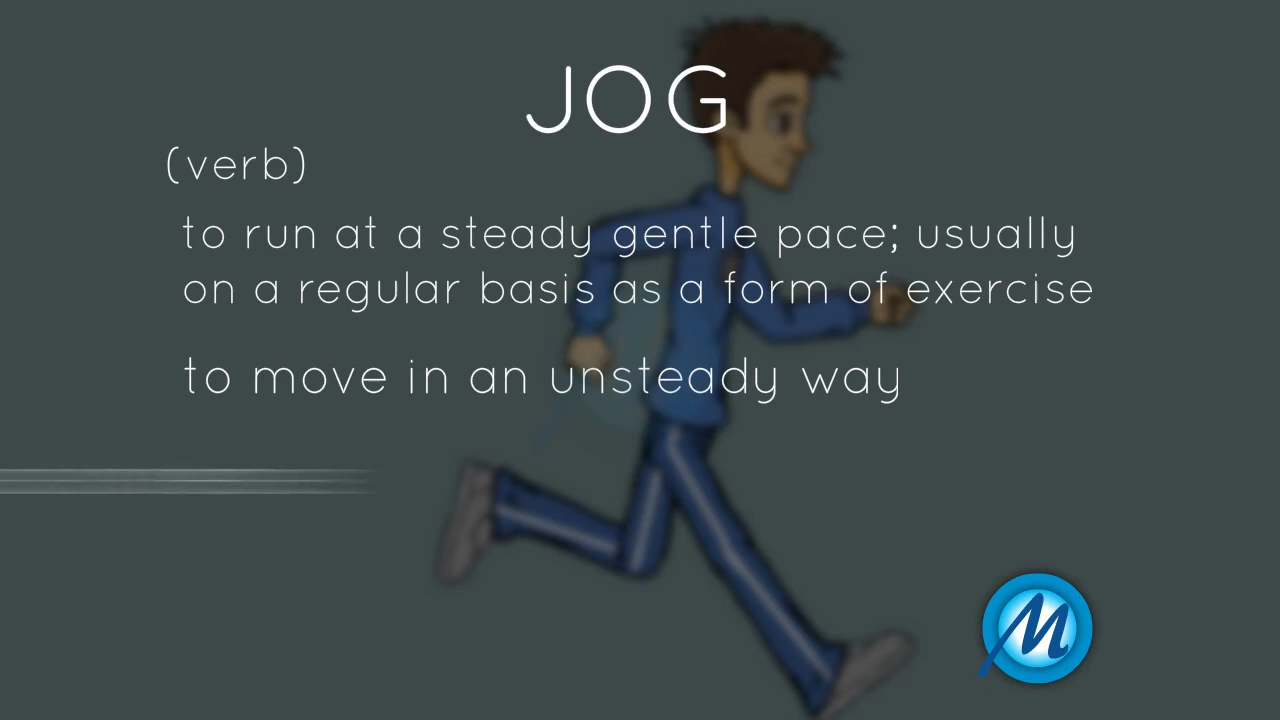 JOG
(verb)
to run at a steady gentle pace; usually
on a regular basis as a form of exercise
to move in an unsteady way
M